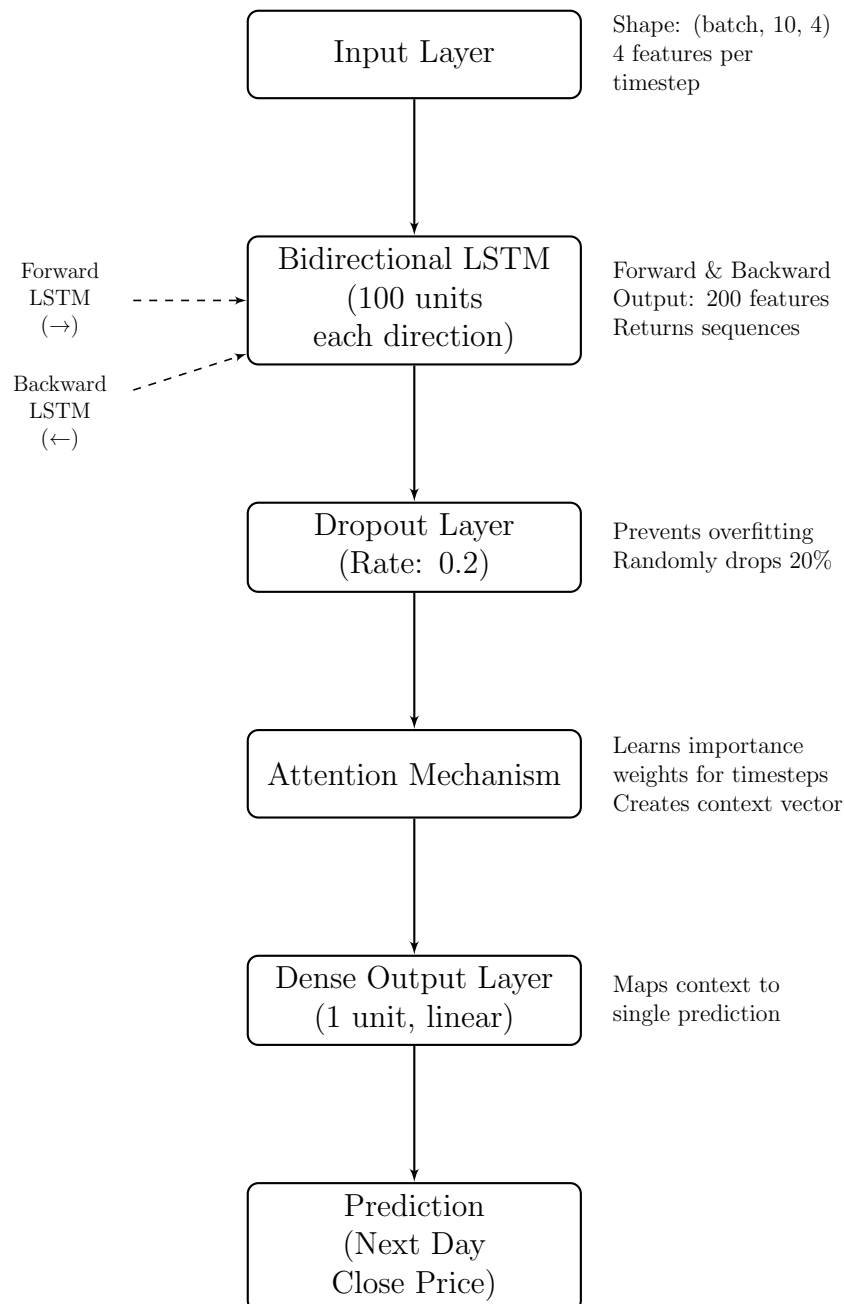 Input Layer
Shape: (batch, 10, 4)
4 features per
timestep
Forward
LSTM
(→)
Backward
LSTM
(←)
Bidirectional LSTM
(100 units
each direction)
Forward & Backward
Output: 200 features
Returns sequences
Dropout Layer
(Rate: 0.2)
Prevents overfitting
Randomly drops 20%
Attention Mechanism
Learns importance
weights for timesteps
Creates context vector
Dense Output Layer
(1 unit, linear)
Maps context to
single prediction
Prediction
(Next Day
Close Price)